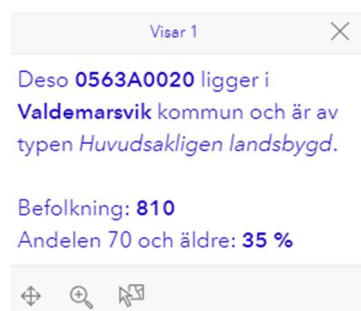 Visar 1
Deso 0563A0020 ligger i
Valdemarsvik kommun och är av
typen Huvudsakligen landsbygd.
Befolkning: 810
Andelen 70 och äldre: 35 %